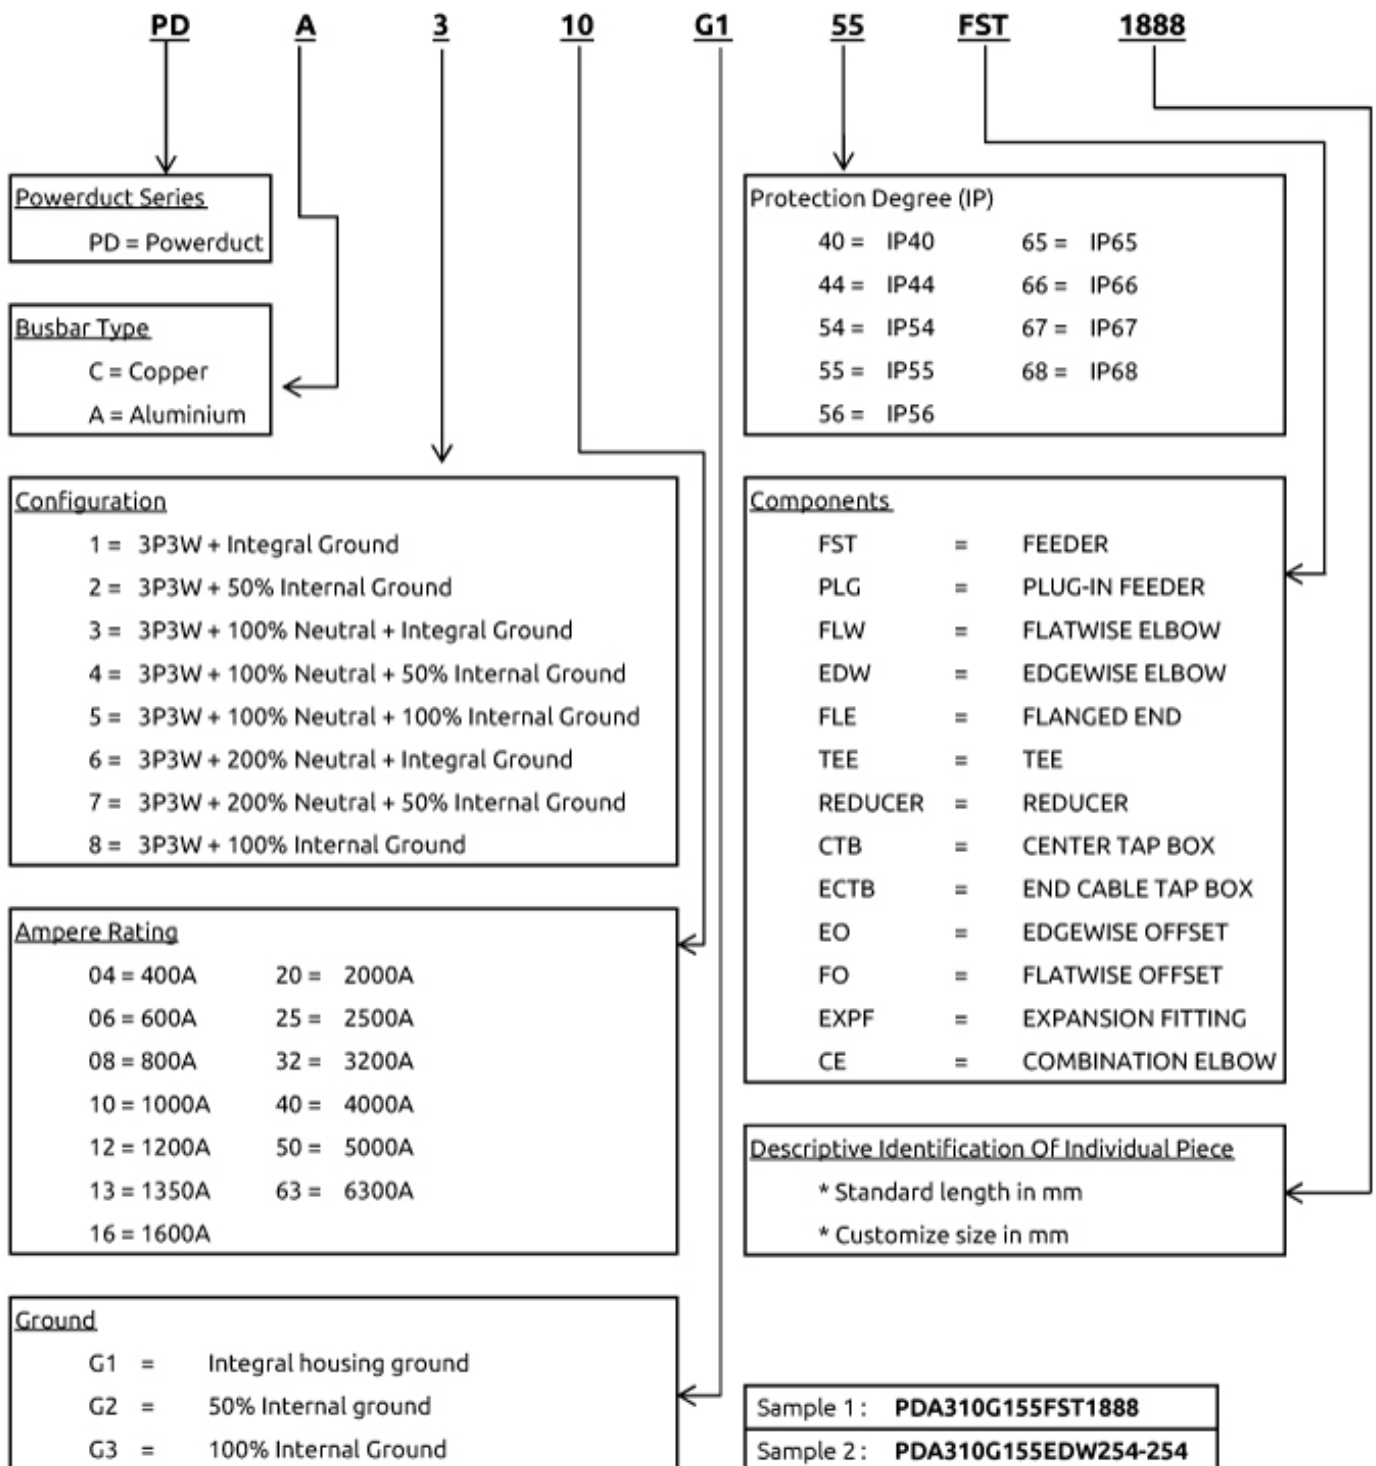 PD A 3 10 G1 55 FST 1888
Powerduct Series
PD = Powerduct
Busbar Type
C = Copper
A = Aluminium
Configuration
1 = 3P3W + Integral Ground
2 = 3P3W + 50% Internal Ground
3 = 3P3W + 100% Neutral + Integral Ground
4 = 3P3W + 100% Neutral + 50% Internal Ground
5 = 3P3W + 100% Neutral + 100% Internal Ground
6 = 3P3W + 200% Neutral + Integral Ground
7 = 3P3W + 200% Neutral + 50% Internal Ground
8 = 3P3W + 100% Internal Ground
Ampere Rating
04 = 400A 20 = 2000A
06 = 600A 25 = 2500A
08 = 800A 32 = 3200A
10 = 1000A 40 = 4000A
12 = 1200A 50 = 5000A
13 = 1350A 63 = 6300A
16 = 1600A
Ground
G1 = Integral housing ground
G2 = 50% Internal ground
G3 = 100% Internal Ground
Protection Degree (IP)
40 = IP40 65 = IP65
44 = IP44 66 = IP66
54 = IP54 67 = IP67
55 = IP55 68 = IP68
56 = IP56
Components
FST = FEEDER
PLG = PLUG-IN FEEDER
FLW = FLATWISE ELBOW
EDW = EDGEWISE ELBOW
FLE = FLANGED END
TEE = TEE
REDUCER = REDUCER
CTB = CENTER TAP BOX
ECTB = END CABLE TAP BOX
EO = EDGEWISE OFFSET
FO = FLATWISE OFFSET
EXPF = EXPANSION FITTING
CE = COMBINATION ELBOW
Descriptive Identification Of Individual Piece
* Standard length in mm
* Customize size in mm
Sample 1 : PDA310G155FST1888
Sample 2 : PDA310G155EDW254-254